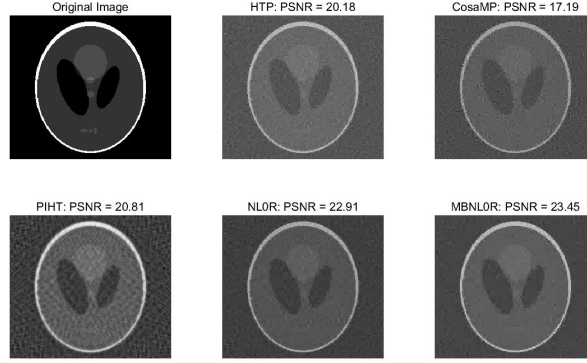 Original Image
HTP: PSNR = 20.18
CosaMP: PSNR = 17.19
PIHT: PSNR = 20.81
NL0R: PSNR = 22.91
MBNL0R: PSNR = 23.45